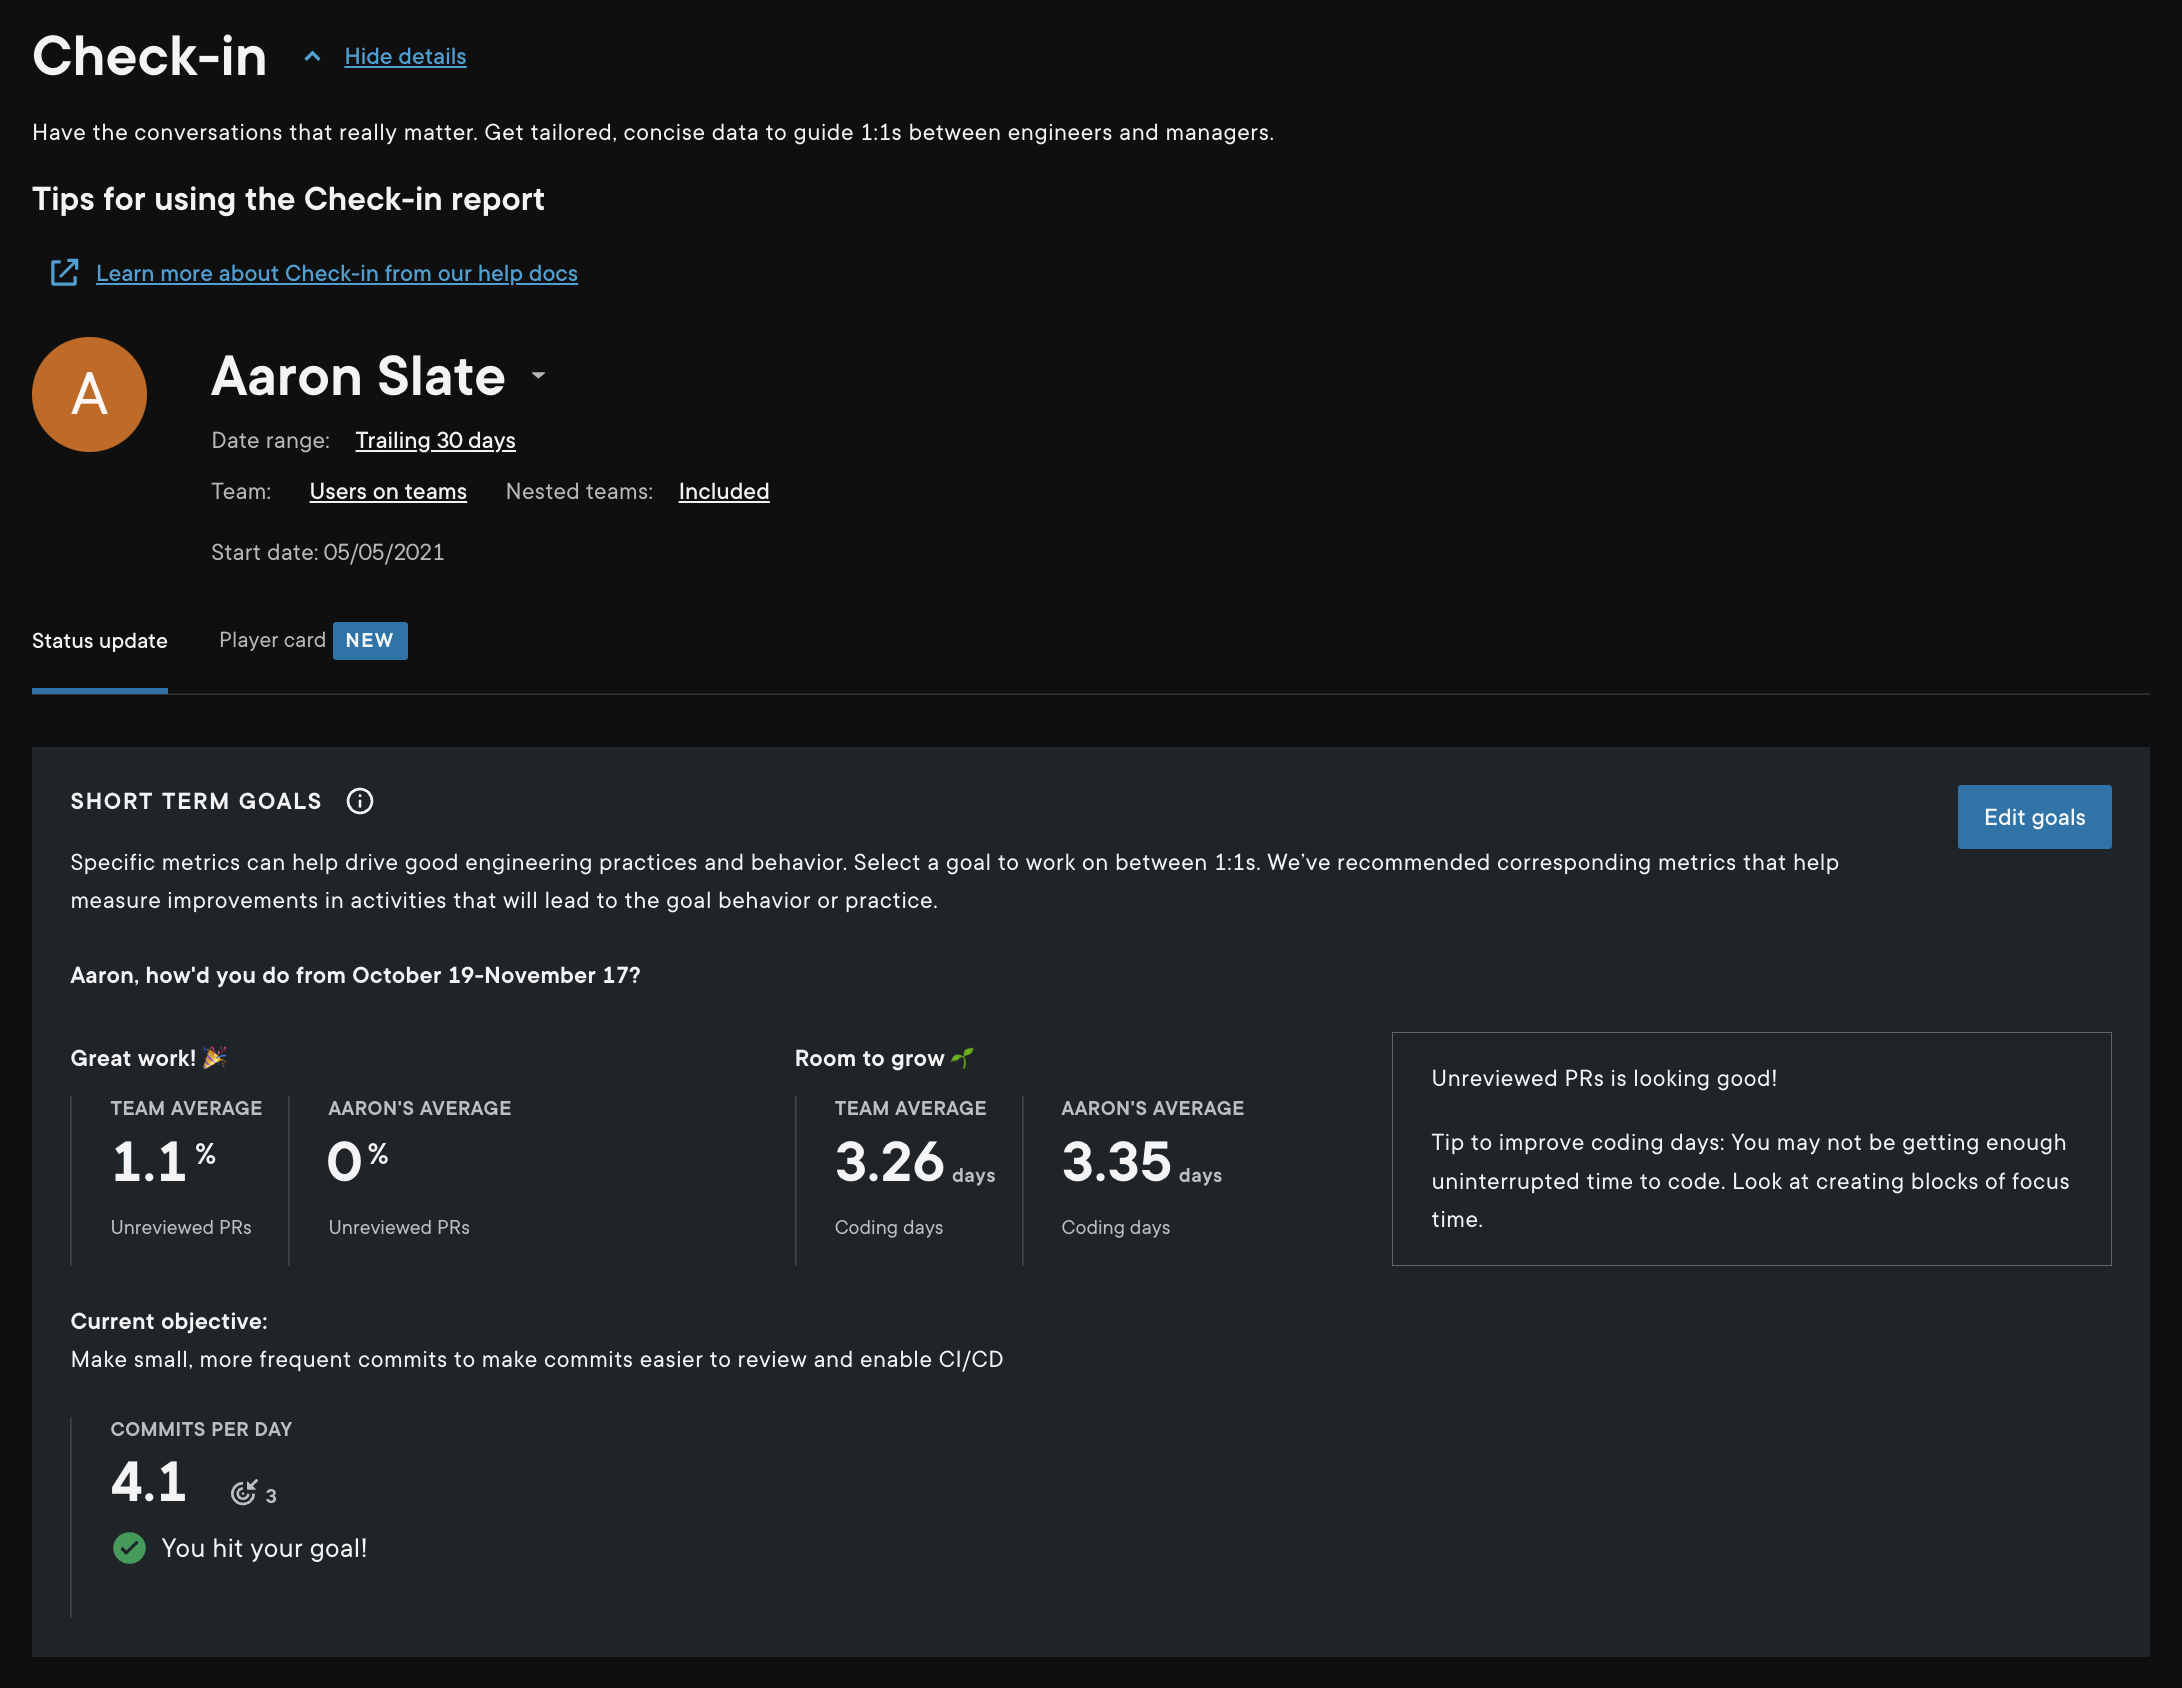 Check-in Hide details
Have the conversations that really matter. Get tailored, concise data to guide 1:1s between engineers and managers.
Tips for using the Check-in report
Learn more about Check-in from our help docs
A
Aaron Slate
Date range: Trailing 30 days
Team: Users on teams Nested teams: Included
Start date: 05/05/2021
Status update Player card NEW
SHORT TERM GOALS
Edit goals
Specific metrics can help drive good engineering practices and behavior. Select a goal to work on between 1:1s. We’ve recommended corresponding metrics that help
measure improvements in activities that will lead to the goal behavior or practice.
Aaron, how'd you do from October 19-November 17?
Great work! 🎉
TEAM AVERAGE
1.1 %
Unreviewed PRs
AARON'S AVERAGE
0 %
Unreviewed PRs
Room to grow 🌱
TEAM AVERAGE
3.26 days
Coding days
AARON'S AVERAGE
3.35 days
Coding days
Unreviewed PRs is looking good!
Tip to improve coding days: You may not be getting enough
uninterrupted time to code. Look at creating blocks of focus
time.
Current objective:
Make small, more frequent commits to make commits easier to review and enable CI/CD
COMMITS PER DAY
4.1 3
You hit your goal!